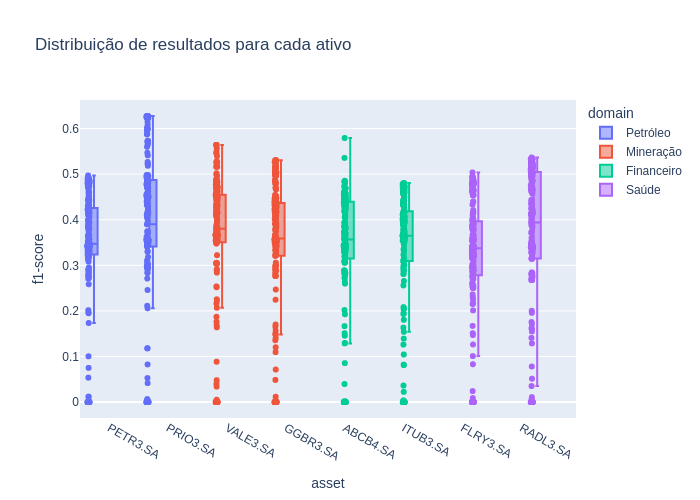 Distribuição de resultados para cada ativo
domain
Petróleo
Mineração
Financeiro
Saúde
f1-score
0.6
0.5
0.4
0.3
0.2
0.1
0
PETR3.SA
PRIO3.SA
VALE3.SA
GGBR3.SA
ABCB4.SA
ITUB3.SA
FLRY3.SA
RADL3.SA
asset